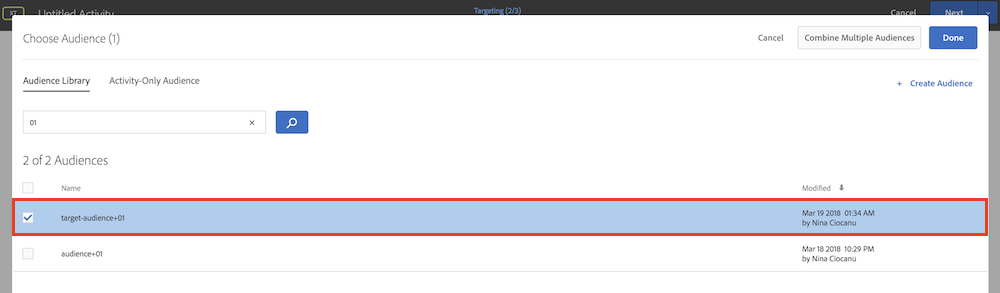 XT Untitled Activity Targeting (2/3) Cancel Next
Choose Audience (1) Cancel Combine Multiple Audiences Done
Audience Library Activity-Only Audience + Create Audience
01 ×
2 of 2 Audiences
Name Modified
target-audience+01 Mar 19 2018 01:34 AM
by Nina Ciocanu
audience+01 Mar 18 2018 10:29 PM
by Nina Ciocanu